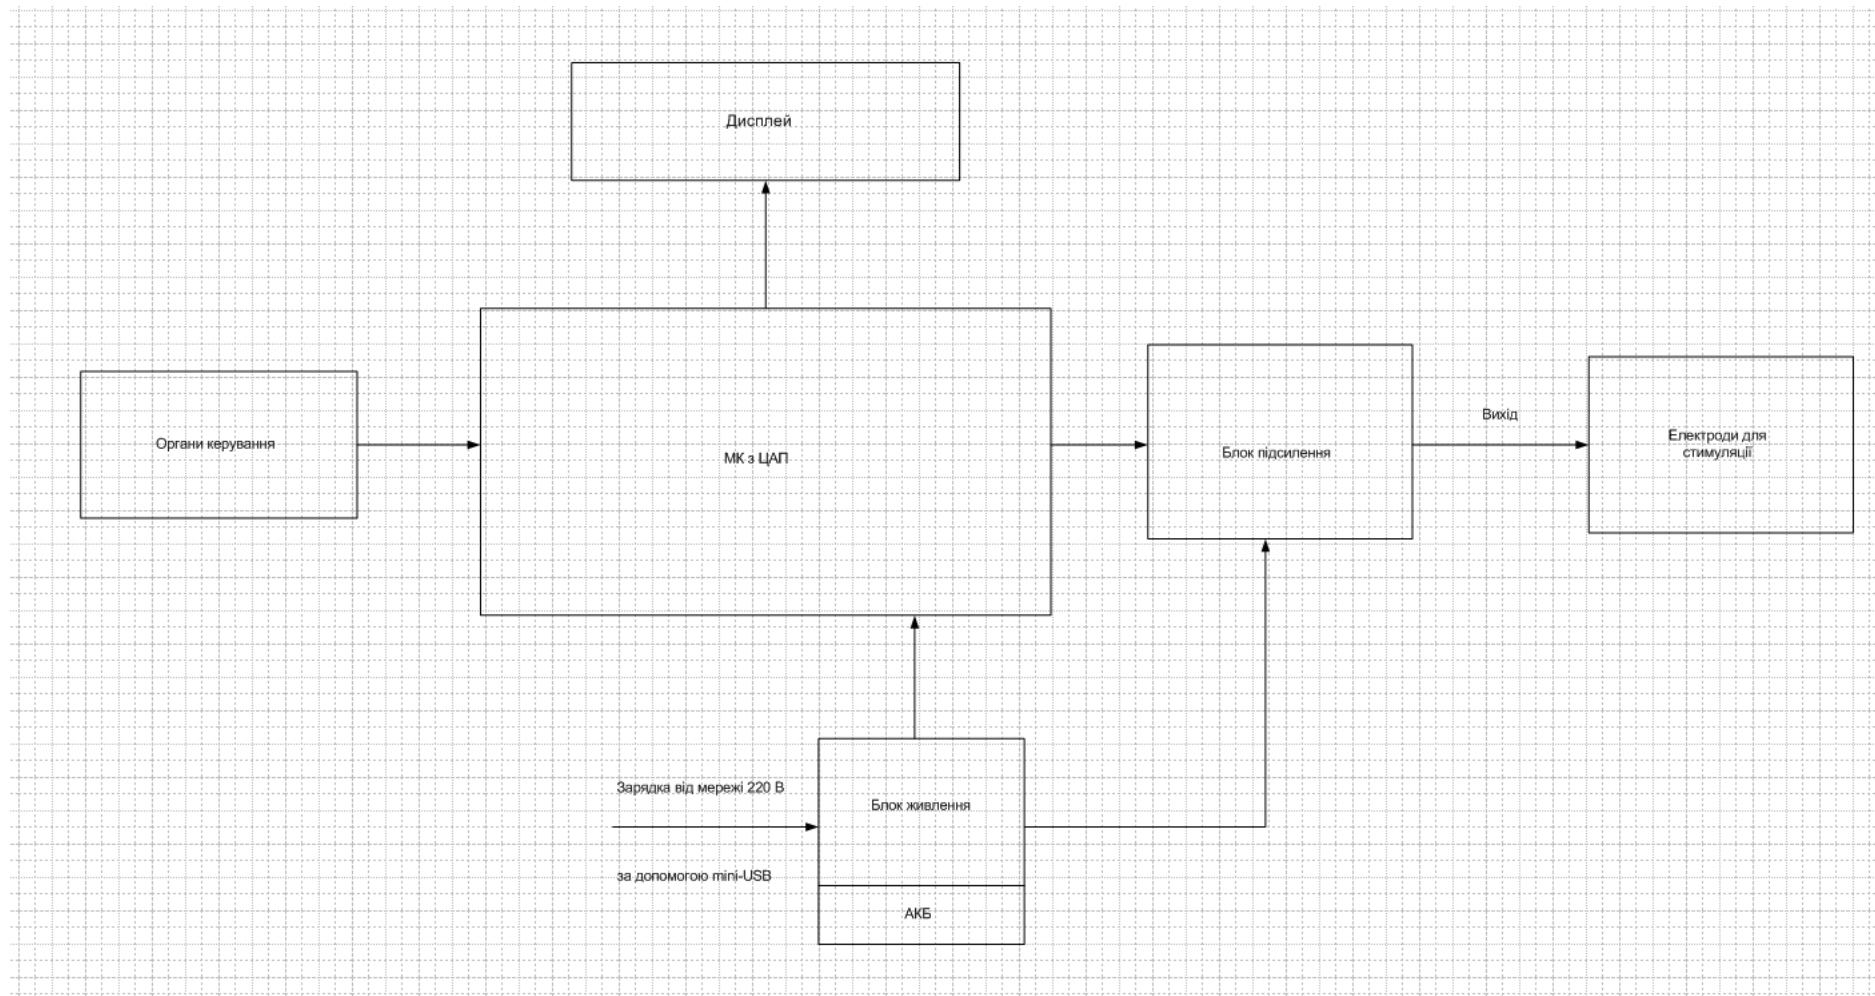 Дисплей
Органи керування
МК з ЦАП
Блок підсилення
Вихід
Електроди для
стимуляції
Зарядка від мережі 220 В
за допомогою mini-USB
Блок живлення
АКБ